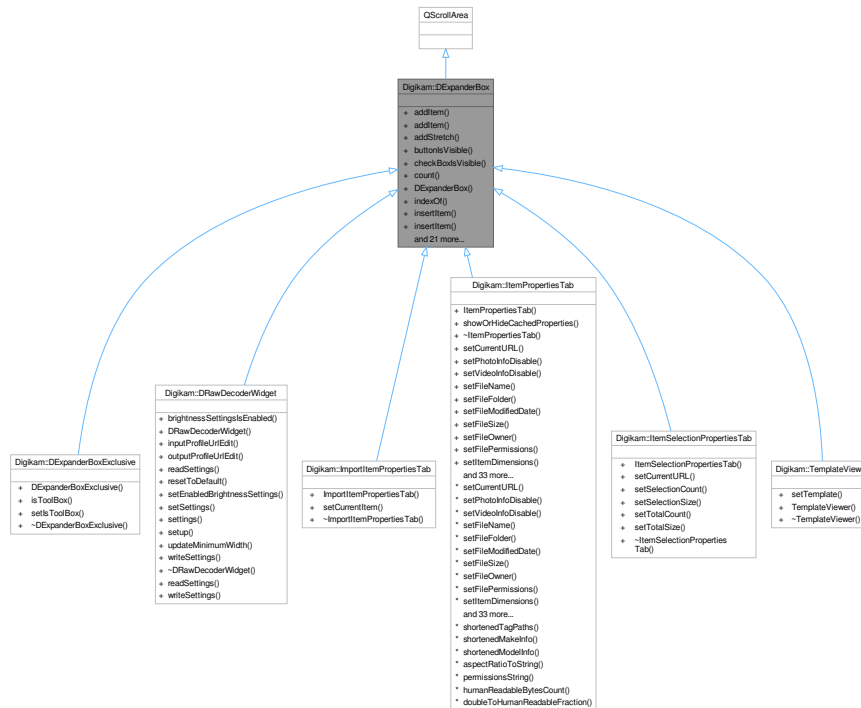 QScrollArea
Digikam::DExpanderBox
+ addItem()
+ addItem()
+ addStretch()
+ buttonIsVisible()
+ checkBoxIsVisible()
+ count()
+ DExpanderBox()
+ indexOf()
+ insertItem()
+ insertItem()
and 21 more...
Digikam::DExpanderBoxExclusive
+ DExpanderBoxExclusive()
+ isToolBox()
+ setIsToolBox()
+ ~DExpanderBoxExclusive()
Digikam::DRawDecoderWidget
+ brightnessSettingsIsEnabled()
+ DRawDecoderWidget()
+ inputProfileUrlEdit()
+ outputProfileUrlEdit()
+ readSettings()
+ resetToDefault()
+ setEnabledBrightnessSettings()
+ setSettings()
+ settings()
+ setup()
+ updateMinimumWidth()
+ writeSettings()
+ ~DRawDecoderWidget()
+ readSettings()
+ writeSettings()
Digikam::ImportItemPropertiesTab
+ ImportItemPropertiesTab()
+ setCurrentItem()
+ ~ImportItemPropertiesTab()
Digikam::ItemPropertiesTab
+ ItemPropertiesTab()
+ showOrHideCachedProperties()
+ ~ItemPropertiesTab()
+ setCurrentURL()
+ setPhotoInfoDisable()
+ setVideoInfoDisable()
+ setFileName()
+ setFileFolder()
+ setFileModifiedDate()
+ setFileSize()
+ setFileOwner()
+ setFilePermissions()
+ setItemDimensions()
and 33 more...
* setCurrentURL()
* setPhotoInfoDisable()
* setVideoInfoDisable()
* setFileName()
* setFileFolder()
* setFileModifiedDate()
* setFileSize()
* setFileOwner()
* setFilePermissions()
* setItemDimensions()
and 33 more...
* shortenedTagPaths()
* shortenedMakeInfo()
* shortenedModelInfo()
* aspectRatioToString()
* permissionsString()
* humanReadableBytesCount()
* doubleToHumanReadableFraction()
Digikam::ItemSelectionPropertiesTab
+ ItemSelectionPropertiesTab()
+ setCurrentURL()
+ setSelectionCount()
+ setSelectionSize()
+ setTotalCount()
+ setTotalSize()
+ ~ItemSelectionProperties
Tab()
Digikam::TemplateViewer
+ setTemplate()
+ TemplateViewer()
+ ~TemplateViewer()